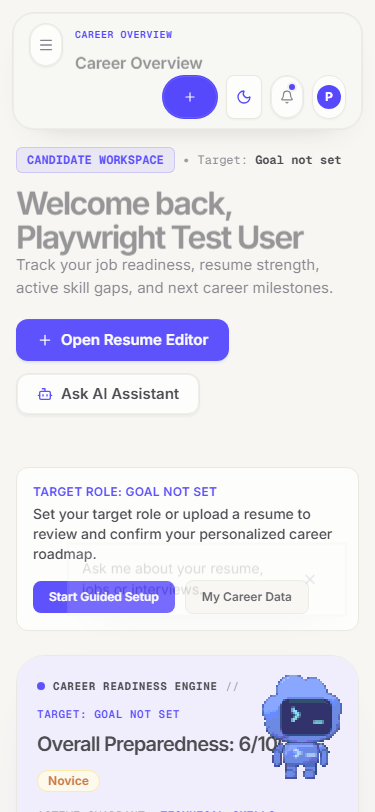 CAREER OVERVIEW
Career Overview
P
CANDIDATE WORKSPACE • Target: Goal not set
Welcome back,
Playwright Test User
Track your job readiness, resume strength,
active skill gaps, and next career milestones.
+ Open Resume Editor
Ask AI Assistant
TARGET ROLE: GOAL NOT SET
Set your target role or upload a resume to
review and confirm your personalized career
roadmap.
Ask me about your resume,
jobs or interviews.
Start Guided Setup
My Career Data
CAREER READINESS ENGINE //
TARGET: GOAL NOT SET
Overall Preparedness: 6/10
Novice